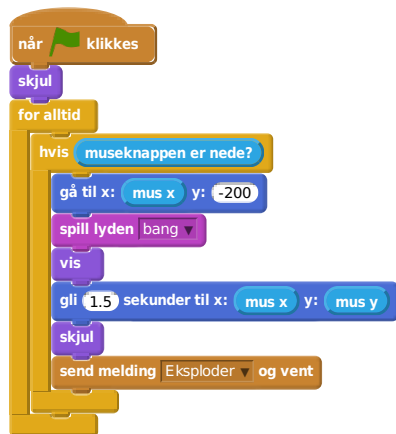 når klikkes
skjul
for alltid
hvis museknappen er nede?
gå til x: mus x y: -200
spill lyden bang
vis
gli 1.5 sekunder til x: mus x y: mus y
skjul
send melding Eksploder og vent